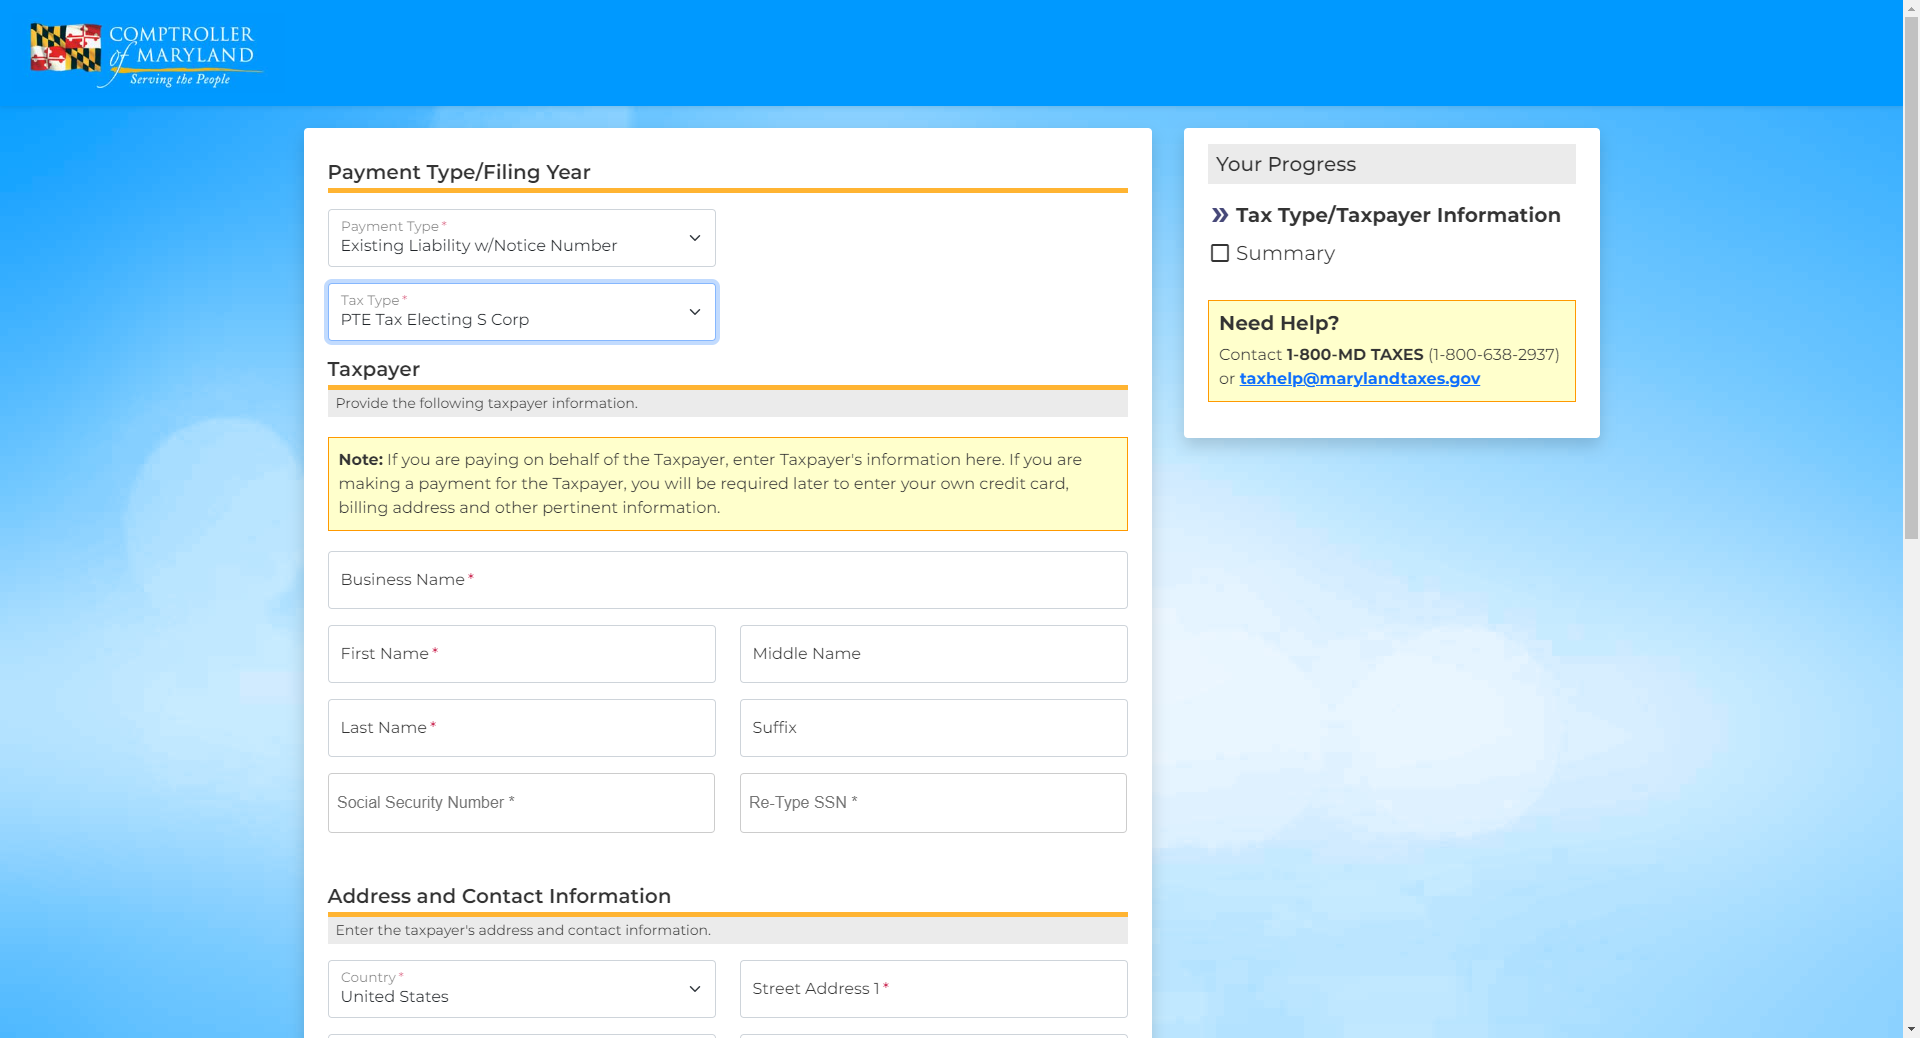 COMPTROLLER
of MARYLAND
Serving the People
Payment Type/Filing Year
Payment Type *
Existing Liability w/Notice Number
Tax Type *
PTE Tax Electing S Corp
Taxpayer
Provide the following taxpayer information.
Note: If you are paying on behalf of the Taxpayer, enter Taxpayer's information here. If you are
making a payment for the Taxpayer, you will be required later to enter your own credit card,
billing address and other pertinent information.
Business Name *
First Name *
Middle Name
Last Name *
Suffix
Social Security Number *
Re-Type SSN *
Address and Contact Information
Enter the taxpayer's address and contact information.
Country *
United States
Street Address 1 *
Your Progress
Tax Type/Taxpayer Information
Summary
Need Help?
Contact 1-800-MD TAXES (1-800-638-2937)
or taxhelp@marylandtaxes.gov